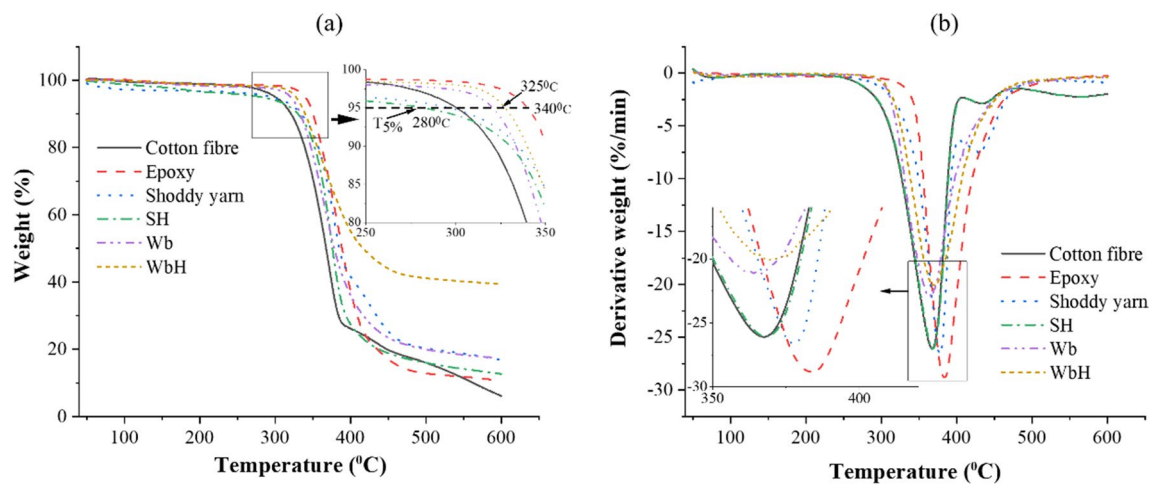 (a)
Weight (%)
100
80
60
40
20
0
Cotton fibre
Epoxy
Shoddy yarn
SH
Wb
WbH
100
95
90
85
80
250
300
350
T5%
280⁰C
325⁰C
340⁰C
100
200
300
400
500
600
Temperature (⁰C)
(b)
Derivative weight (%/min)
0
-5
-10
-15
-20
-25
-30
-20
-25
-30
350
400
Cotton fibre
Epoxy
Shoddy yarn
SH
Wb
WbH
100
200
300
400
500
600
Temperature (⁰C)